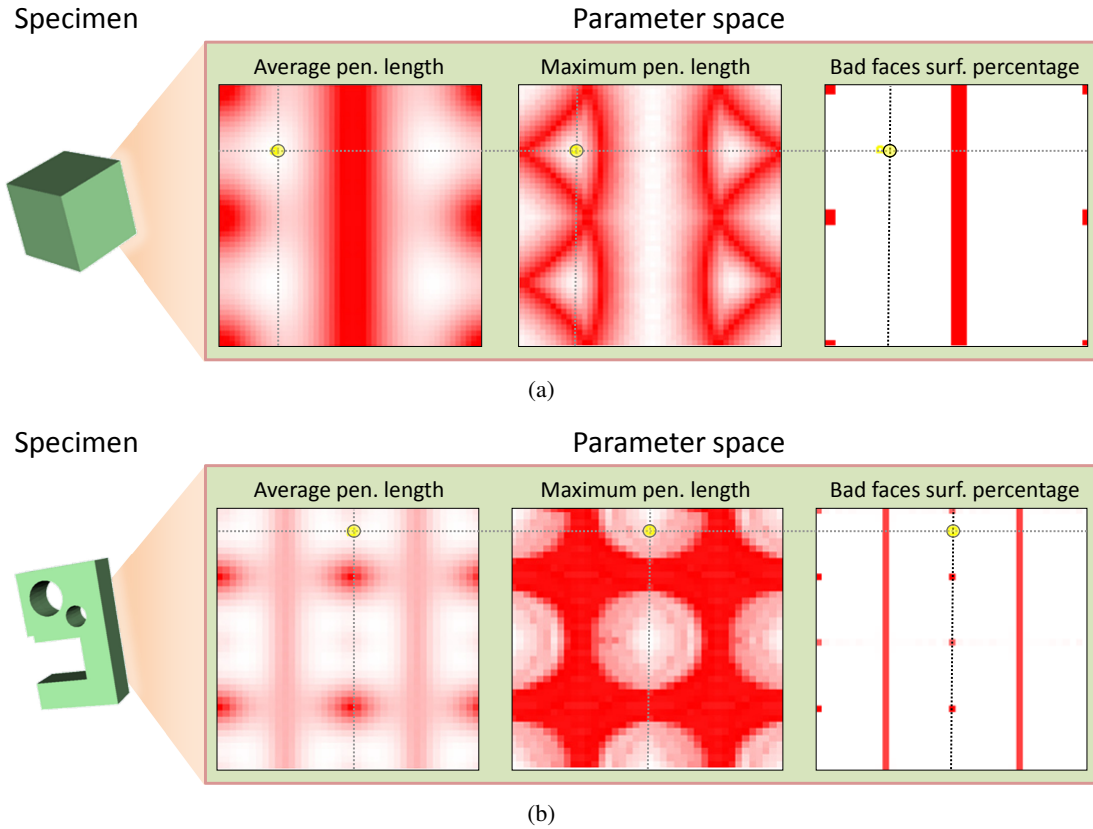 Specimen
Parameter space
Average pen. length
Maximum pen. length
Bad faces surf. percentage
(a)
Specimen
Parameter space
Average pen. length
Maximum pen. length
Bad faces surf. percentage
(b)